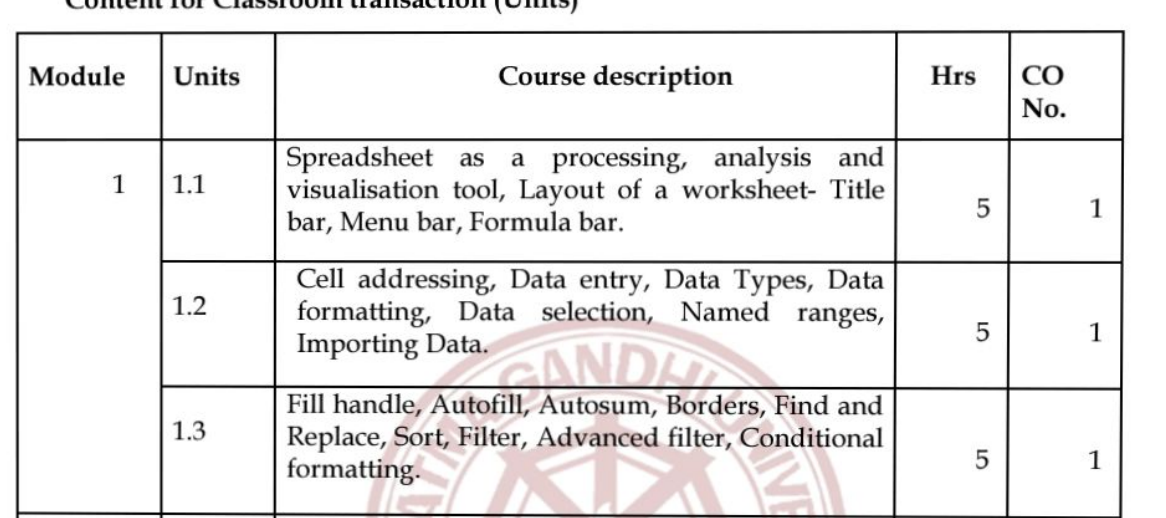 Content for Classroom transaction (Units)
Module Units Course description Hrs CO No.
1 1.1 Spreadsheet as a processing, analysis and
visualisation tool, Layout of a worksheet- Title
bar, Menu bar, Formula bar. 5 1
1.2 Cell addressing, Data entry, Data Types, Data
formatting, Data selection, Named ranges,
Importing Data. 5 1
1.3 Fill handle, Autofill, Autosum, Borders, Find and
Replace, Sort, Filter, Advanced filter, Conditional
formatting. 5 1
GANDHI